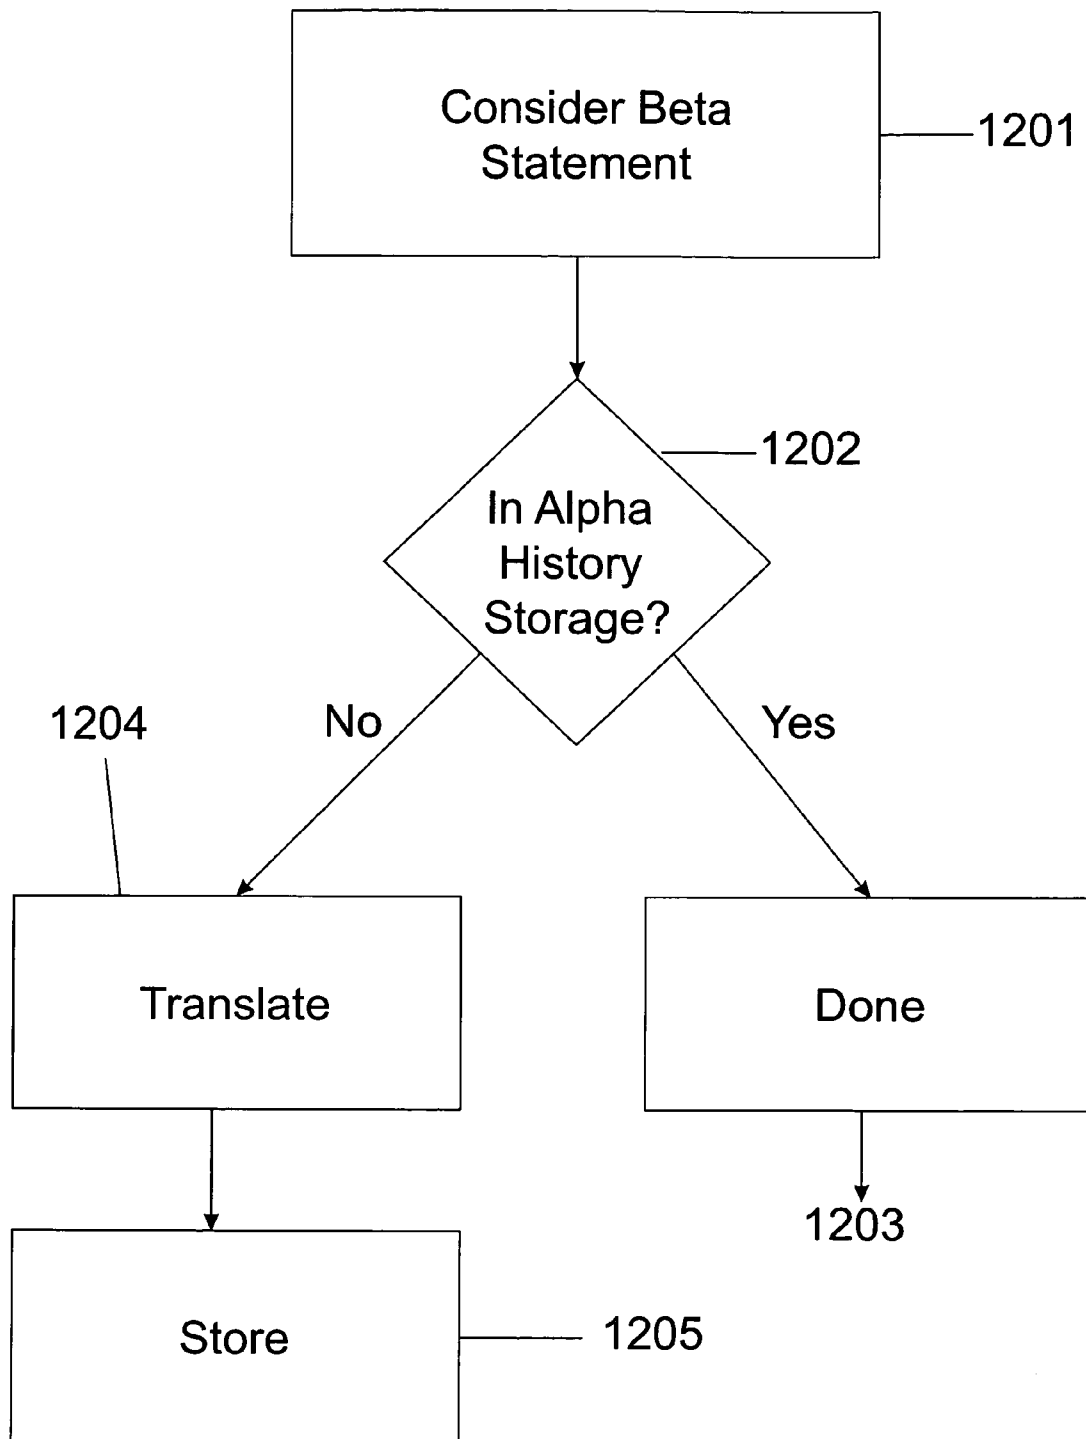 Consider Beta
Statement
1201
1202
In Alpha
History
Storage?
1204
No
Yes
Translate
Done
1203
Store
1205